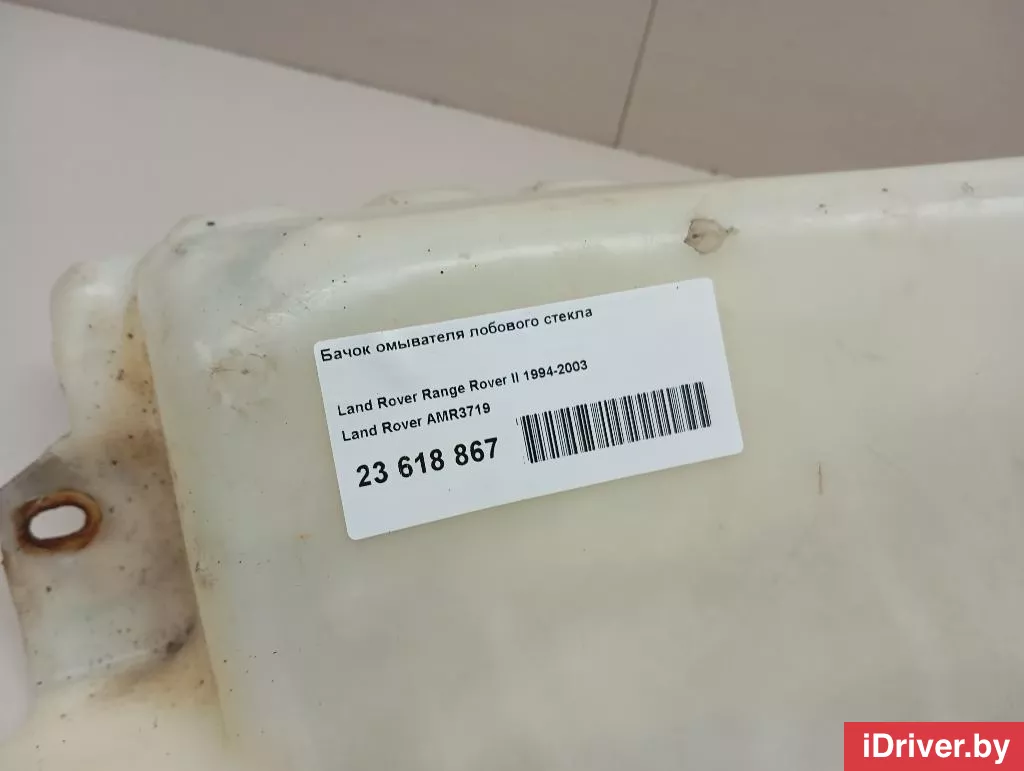 Бачок омывателя лобового стекла
Land Rover Range Rover II 1994-2003
Land Rover AMR3719
23 618 867
iDriver.by